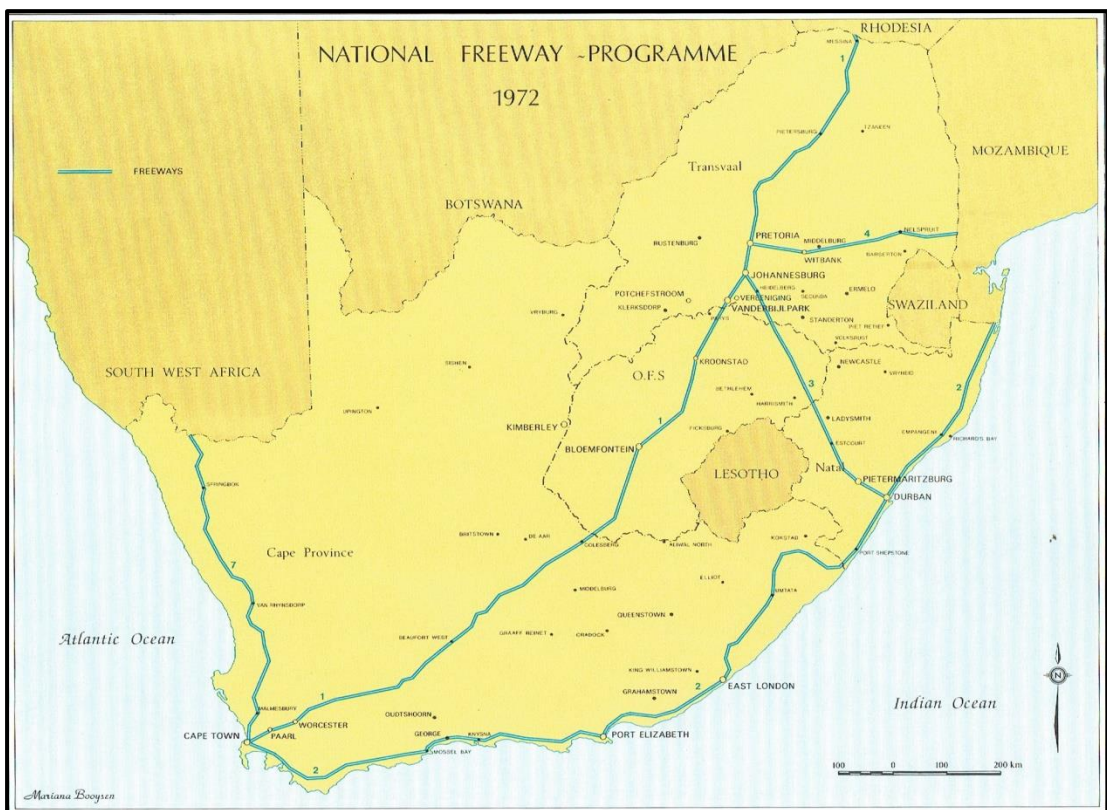 RHODESIA
NATIONAL FREEWAY - PROGRAMME
1972
MESSINA
1
PIETERSBURG
TZANEEN
MOZAMBIQUE
FREEWAYS
Transvaal
BOTSWANA
RUSTENBURG
PRETORIA
MIDDELBURG
4
NELSPRUIT
WITBANK
BARBERTON
JOHANNESBURG
HEIDELBERG
SECUNDA
ERMELO
POTCHEFSTROOM
VEREENIGING
VANDERBIJLPARK
SWAZILAND
KLERKSDORP
VRYBURG
PARYS
STANDERTON
PIET RETIEF
VOLKSRUST
SISHEN
KROONSTAD
NEWCASTLE
VRYHEID
SOUTH WEST AFRICA
O.F.S
3
2
BETHLEHEM
HARRISMITH
UPINGTON
KIMBERLEY
1
LADYSMITH
FICKSBURG
EMPANGENI
RICHARD'S BAY
BLOEMFONTEIN
ESTCOURT
LESOTHO
Natal
PIETERMARITZBURG
SPRINGBOK
DURBAN
BRITSTOWN
DE AAR
COLESBERG
ALIWAL NORTH
KOKSTAD
PORT SHEPSTONE
Cape Province
7
MIDDELBURG
ELLIOT
UMTATA
VAN RHYNSDORP
QUEENSTOWN
Atlantic Ocean
BEAUFORT WEST
GRAAFF REINET
CRADOCK
KING WILLIAMSTOWN
N
1
2
EAST LONDON
GRAHAMSTOWN
Indian Ocean
MALMESBURY
WORCESTER
OUDTSHOORN
CAPE TOWN
PAARL
GEORGE
KNYSNA
PORT ELIZABETH
MOSSEL BAY
2
100 0 100 200 km
Mariana Booysen